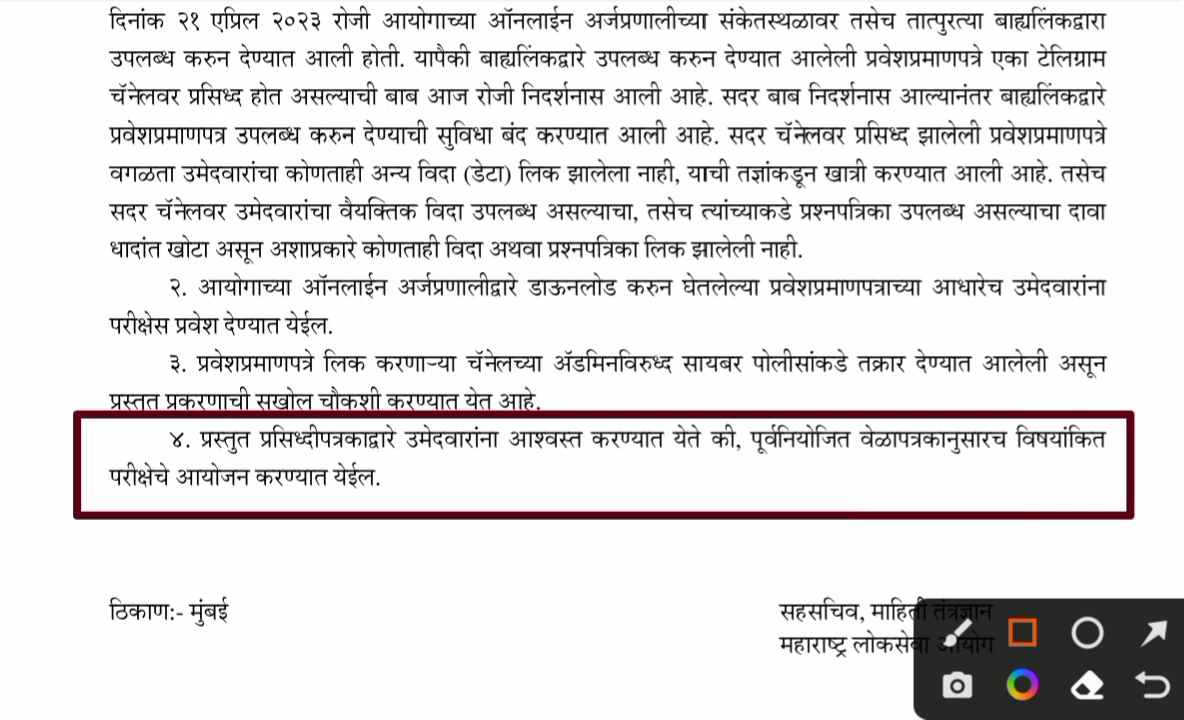 दिनांक २१ एप्रिल २०२३ रोजी आयोगाच्या ऑनलाईन अर्जप्रणालीच्या संकेतस्थळावर तसेच तात्पुरत्या बाह्यलिंकद्वारा
उपलब्ध करुन देण्यात आली होती. यापैकी बाह्यलिंकद्वारे उपलब्ध करुन देण्यात आलेली प्रवेशप्रमाणपत्रे एका टेलिग्राम
चॅनेलवर प्रसिध्द होत असल्याची बाब आज रोजी निदर्शनास आली आहे. सदर बाब निदर्शनास आल्यानंतर बाह्यलिंकद्वारे
प्रवेशप्रमाणपत्र उपलब्ध करुन देण्याची सुविधा बंद करण्यात आली आहे. सदर चॅनेलवर प्रसिध्द झालेली प्रवेशप्रमाणपत्रे
वगळता उमेदवारांचा कोणताही अन्य विदा (डेटा) लिक झालेला नाही, याची तज्ञांकडून खात्री करण्यात आली आहे. तसेच
सदर चॅनेलवर उमेदवारांचा वैयक्तिक विदा उपलब्ध असल्याचा, तसेच त्यांच्याकडे प्रश्नपत्रिका उपलब्ध असल्याचा दावा
धादांत खोटा असून अशाप्रकारे कोणताही विदा अथवा प्रश्नपत्रिका लिक झालेली नाही.
२. आयोगाच्या ऑनलाईन अर्जप्रणालीद्वारे डाऊनलोड करुन घेतलेल्या प्रवेशप्रमाणपत्राच्या आधारेच उमेदवारांना
परीक्षेस प्रवेश देण्यात येईल.
३. प्रवेशप्रमाणपत्रे लिक करणाऱ्या चॅनेलच्या ॲडमिनविरुध्द सायबर पोलीसांकडे तक्रार देण्यात आलेली असून
प्रस्तुत प्रकरणाची सखोल चौकशी करण्यात येत आहे.
४. प्रस्तुत प्रसिध्दीपत्रकाद्वारे उमेदवारांना आश्वस्त करण्यात येते की, पूर्वनियोजित वेळापत्रकानुसारच विषयांकित
परीक्षेचे आयोजन करण्यात येईल.
ठिकाण:- मुंबई
सहसचिव, माहिती तंत्रज्ञान
महाराष्ट्र लोकसेवा आयोग